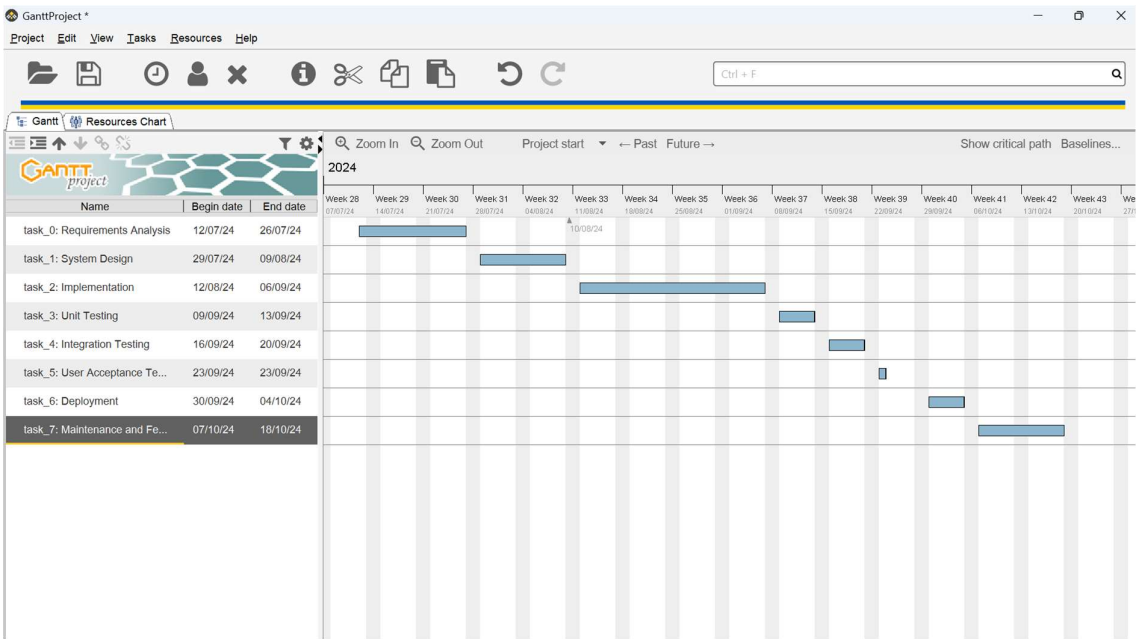 GanttProject *
Project Edit View Tasks Resources Help
Ctrl + F
Gantt Resources Chart
Zoom In Zoom Out Project start ← Past Future → Show critical path Baselines...
GANTT project
2024
Name Begin date End date
Week 28 Week 29 Week 30 Week 31 Week 32 Week 33 Week 34 Week 35 Week 36 Week 37 Week 38 Week 39 Week 40 Week 41 Week 42 Week 43 We
07/07/24 14/07/24 21/07/24 28/07/24 04/08/24 11/08/24 18/08/24 25/08/24 01/09/24 08/09/24 15/09/24 22/09/24 29/09/24 06/10/24 13/10/24 20/10/24 27/
10/08/24
task_0: Requirements Analysis 12/07/24 26/07/24
task_1: System Design 29/07/24 09/08/24
task_2: Implementation 12/08/24 06/09/24
task_3: Unit Testing 09/09/24 13/09/24
task_4: Integration Testing 16/09/24 20/09/24
task_5: User Acceptance Te... 23/09/24 23/09/24
task_6: Deployment 30/09/24 04/10/24
task_7: Maintenance and Fe... 07/10/24 18/10/24